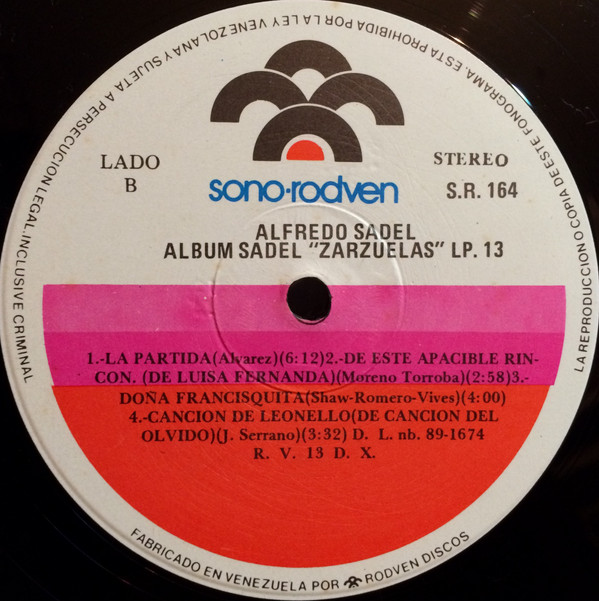 LA REPRODUCCION O COPIA DE ESTE FONOGRAMA. ESTA PROHIBIDA POR LA LEY VENEZOLANA Y SUJETA A PERSECUCION LEGAL. INCLUSIVE CRIMINAL
LADO
B
STEREO
S.R. 164
sono·rodven
ALFREDO SADEL
ALBUM SADEL "ZARZUELAS" LP. 13
1.-LA PARTIDA(Alvarez)(6:12)2.-DE ESTE APACIBLE RIN-
CON. (DE LUISA FERNANDA)(Moreno Torroba)(2:58)3.-
DOÑA FRANCISQUITA(Shaw-Romero-Vives)(4:00)
4.-CANCION DE LEONELLO(DE CANCION DEL
OLVIDO)(J. Serrano)(3:32) D. L. nb. 89-1674
R. V. 13 D. X.
FABRICADO EN VENEZUELA POR RODVEN DISCOS